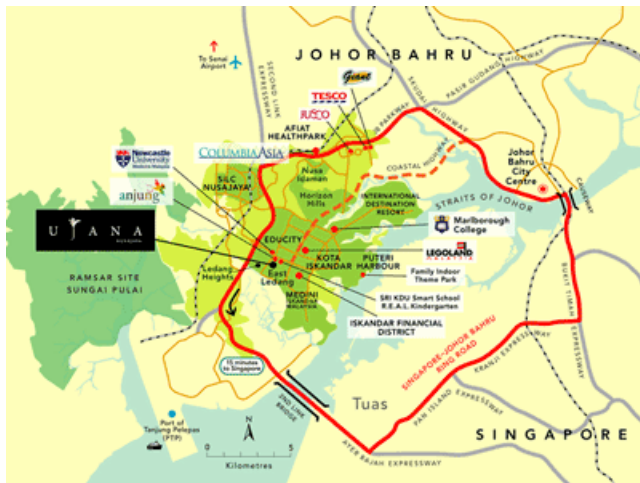 To Senai
Airport
SECOND LINK
EXPRESSWAY
JOHOR BAHRU
PASIR GUDANG HIGHWAY
Giant
TESCO
JB PARKWAY
SKUDAI HIGHWAY
AFIAT
HEALTHPARK
COLUMBIA ASIA
Newcastle
University
COASTAL HIGHWAY
Johor
Bahru
City
Centre
CAUSEWAY
STRAITS OF JOHOR
SILC
NUSAJAYA
Nusa
Idaman
Horizon
Hills
INTERNATIONAL
DESTINATION
RESORT
anjung
Marlborough
College
UJANA
EDUCITY
LEGOLAND
MALAYSIA
KOTA
ISKANDAR
PUTERI
HARBOUR
Family Indoor
Theme Park
Ledang
Heights
East
Ledang
RAMSAR SITE
SUNGAI PULAI
MEDINI
ISKANDAR
MALAYSIA
SRI KDU Smart School
R.E.A.L. Kindergarten
ISKANDAR FINANCIAL
DISTRICT
BUKIT TIMAH EXPRESSWAY
SINGAPORE-JOHOR BAHRU
RING ROAD
KRANJI EXPRESSWAY
15 minutes
to Singapore
2ND LINK
BRIDGE
Tuas
PAN ISLAND EXPRESSWAY
SINGAPORE
AYER RAJAH EXPRESSWAY
Port of
Tanjung Pelepas
(PTP)
N
0 5
Kilometres